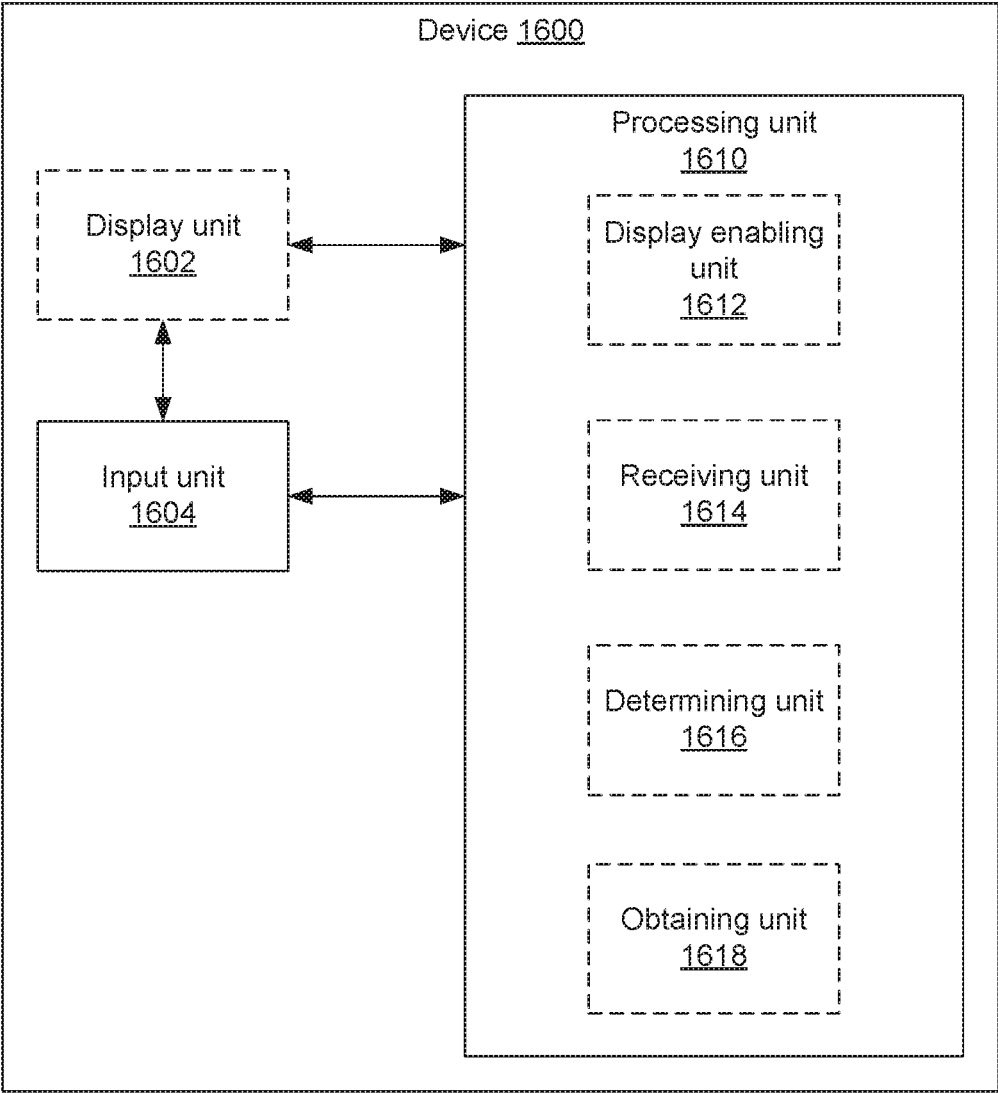 Device 1600
Processing unit
1610
Display unit
1602
Display enabling
unit
1612
Input unit
1604
Receiving unit
1614
Determining unit
1616
Obtaining unit
1618